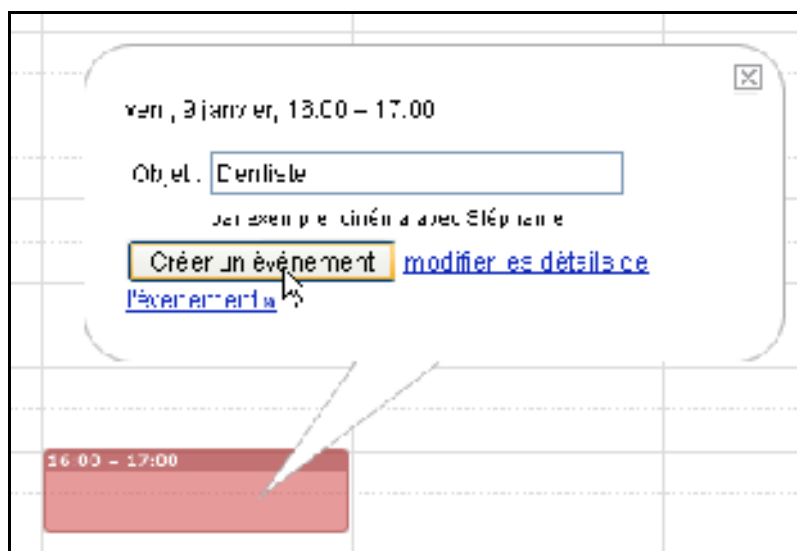 ven., 9 janvier, 16:00 – 17:00
Objet : Dentiste
par exemple : cinéma avec Stéphanie
Créer un événement modifier les détails de
l'événement »
16:00 – 17:00